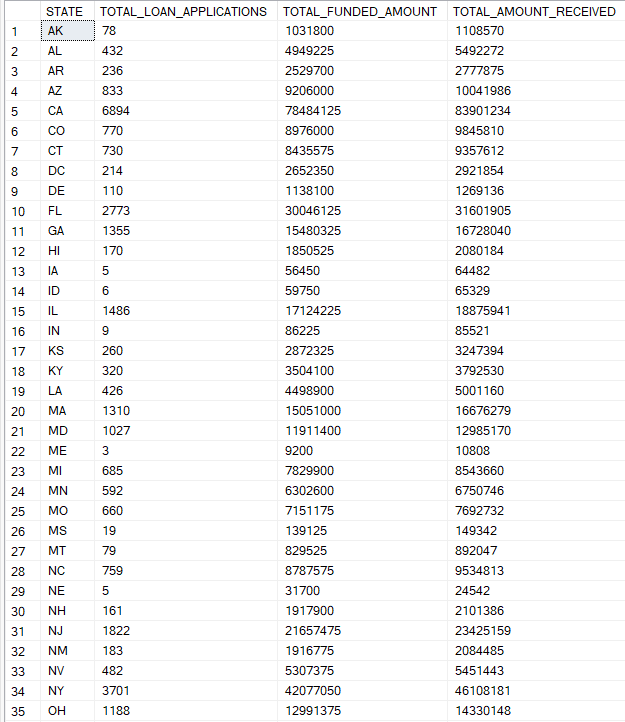 STATE TOTAL_LOAN_APPLICATIONS TOTAL_FUNDED_AMOUNT TOTAL_AMOUNT_RECEIVED
1 AK 78 1031800 1108570
2 AL 432 4949225 5492272
3 AR 236 2529700 2777875
4 AZ 833 9206000 10041986
5 CA 6894 78484125 83901234
6 CO 770 8976000 9845810
7 CT 730 8435575 9357612
8 DC 214 2652350 2921854
9 DE 110 1138100 1269136
10 FL 2773 30046125 31601905
11 GA 1355 15480325 16728040
12 HI 170 1850525 2080184
13 IA 5 56450 64482
14 ID 6 59750 65329
15 IL 1486 17124225 18875941
16 IN 9 86225 85521
17 KS 260 2872325 3247394
18 KY 320 3504100 3792530
19 LA 426 4498900 5001160
20 MA 1310 15051000 16676279
21 MD 1027 11911400 12985170
22 ME 3 9200 10808
23 MI 685 7829900 8543660
24 MN 592 6302600 6750746
25 MO 660 7151175 7692732
26 MS 19 139125 149342
27 MT 79 829525 892047
28 NC 759 8787575 9534813
29 NE 5 31700 24542
30 NH 161 1917900 2101386
31 NJ 1822 21657475 23425159
32 NM 183 1916775 2084485
33 NV 482 5307375 5451443
34 NY 3701 42077050 46108181
35 OH 1188 12991375 14330148